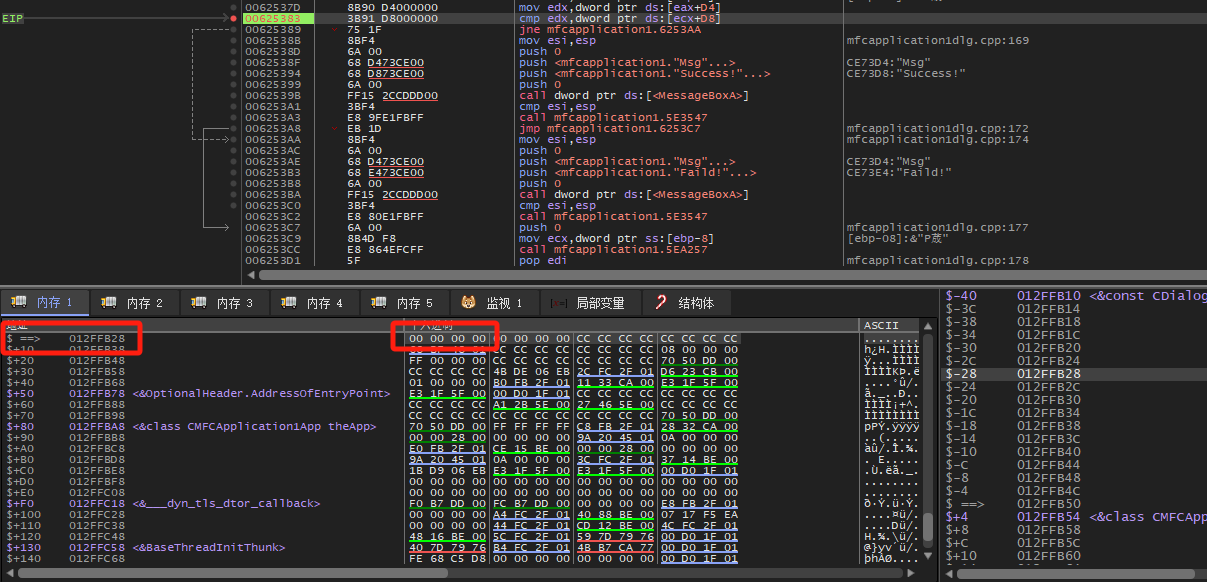 EIP
0062537D 8B90 D4000000 mov edx,dword ptr ds:[eax+D4]
00625383 3B91 D8000000 cmp edx,dword ptr ds:[ecx+D8]
00625389 75 1F jne mfcapplication1.6253AA
0062538B 8BF4 mov esi,esp mfcapplication1dlg.cpp:169
0062538D 6A 00 push 0
0062538F 68 D473CE00 push <mfcapplication1."Msg"...> CE73D4:"Msg"
00625394 68 D873CE00 push <mfcapplication1."Success!"...> CE73D8:"Success!"
00625399 6A 00 push 0
0062539B FF15 2CCDDD00 call dword ptr ds:[<MessageBoxA>]
006253A1 3BF4 cmp esi,esp
006253A3 E8 9FE1FBFF call mfcapplication1.5E3547
006253A8 EB 1D jmp mfcapplication1.6253C7 mfcapplication1dlg.cpp:172
006253AA 8BF4 mov esi,esp mfcapplication1dlg.cpp:174
006253AC 6A 00 push 0
006253AE 68 D473CE00 push <mfcapplication1."Msg"...> CE73D4:"Msg"
006253B3 68 E473CE00 push <mfcapplication1."Faild!"...> CE73E4:"Faild!"
006253B8 6A 00 push 0
006253BA FF15 2CCDDD00 call dword ptr ds:[<MessageBoxA>]
006253C0 3BF4 cmp esi,esp
006253C2 E8 80E1FBFF call mfcapplication1.5E3547
006253C7 6A 00 push 0 mfcapplication1dlg.cpp:177
006253C9 8B4D F8 mov ecx,dword ptr ss:[ebp-8] [ebp-08]:&"P蒧"
006253CC E8 864EFCFF call mfcapplication1.5EA257
006253D1 5F pop edi mfcapplication1dlg.cpp:178
内存 1 内存 2 内存 3 内存 4 内存 5 监视 1 局部变量 结构体
地址 十六进制 ASCII
$ ==> 012FFB28 00 00 00 00 00 00 00 00 CC CC CC CC CC CC CC CC
$+10 012FFB38 CC CC CC CC CC CC CC CC 08 00 00 00
$+20 012FFB48 FF 00 00 00 CC CC CC CC CC CC CC CC 70 50 DD 00
$+30 012FFB58 CC CC CC CC 4B DE 06 EB 2C FC 2F 01 D6 23 CB 00
$+40 012FFB68 01 00 00 00 B0 FB 2F 01 11 33 CA 00 E3 1F 5F 00
$+50 012FFB78 <&OptionalHeader.AddressOfEntryPoint> E3 1F 5F 00 00 D0 1F 01 CC CC CC CC CC CC CC CC
$+60 012FFB88 CC CC CC CC A1 2B 5F 00 27 46 5E 00 CC CC CC CC
$+70 012FFB98 CC CC CC CC CC CC CC CC CC CC CC CC 70 50 DD 00
$+80 012FFBA8 <&class CMFCApplication1App theApp> 70 50 DD 00 FF FF FF FF C8 FB 2F 01 28 32 CA 00
$+90 012FFBB8 00 00 28 00 00 00 00 00 9A 20 45 01 0A 00 00 00
$+A0 012FFBC8 E0 FB 2F 01 CE 15 BE 00 00 00 28 00 00 00 00 00
$+B0 012FFBD8 9A 20 45 01 0A 00 00 00 3C FC 2F 01 37 14 BE 00
$+C0 012FFBE8 1B D9 06 EB E3 1F 5F 00 E3 1F 5F 00 00 D0 1F 01
$+D0 012FFBF8 00 00 00 00 00 00 00 00 00 00 00 00 00 00 00 00
$+E0 012FFC08 00 00 00 00 00 00 00 00 00 00 00 00 00 00 00 00
$+F0 012FFC18 <&___dyn_tls_dtor_callback> F0 B7 DD 00 FC B7 DD 00 00 00 00 00 E8 FB 2F 01
$+100 012FFC28 00 00 00 00 A4 FC 2F 01 40 88 BE 00 07 17 F5 EA
$+110 012FFC38 00 00 00 00 44 FC 2F 01 CD 12 BE 00 4C FC 2F 01
$+120 012FFC48 48 16 BE 00 5C FC 2F 01 59 7D 79 76 00 D0 1F 01
$+130 012FFC58 <&BaseThreadInitThunk> 40 7D 79 76 B4 FC 2F 01 4B B7 CA 77 00 D0 1F 01
$+140 012FFC68 FE 68 C5 D8 00 00 00 00 00 00 00 00 00 D0 1F 01
$-40 012FFB10 <&const CDialog
$-3C 012FFB14
$-38 012FFB18
$-34 012FFB1C
$-30 012FFB20
$-2C 012FFB24
$-28 012FFB28
$-24 012FFB2C
$-20 012FFB30
$-1C 012FFB34
$-18 012FFB38
$-14 012FFB3C
$-10 012FFB40
$-C 012FFB44
$-8 012FFB48
$-4 012FFB4C
$ ==> 012FFB50
$+4 012FFB54 <&class CMFCApp
$+8 012FFB58
$+C 012FFB5C
$+10 012FFB60